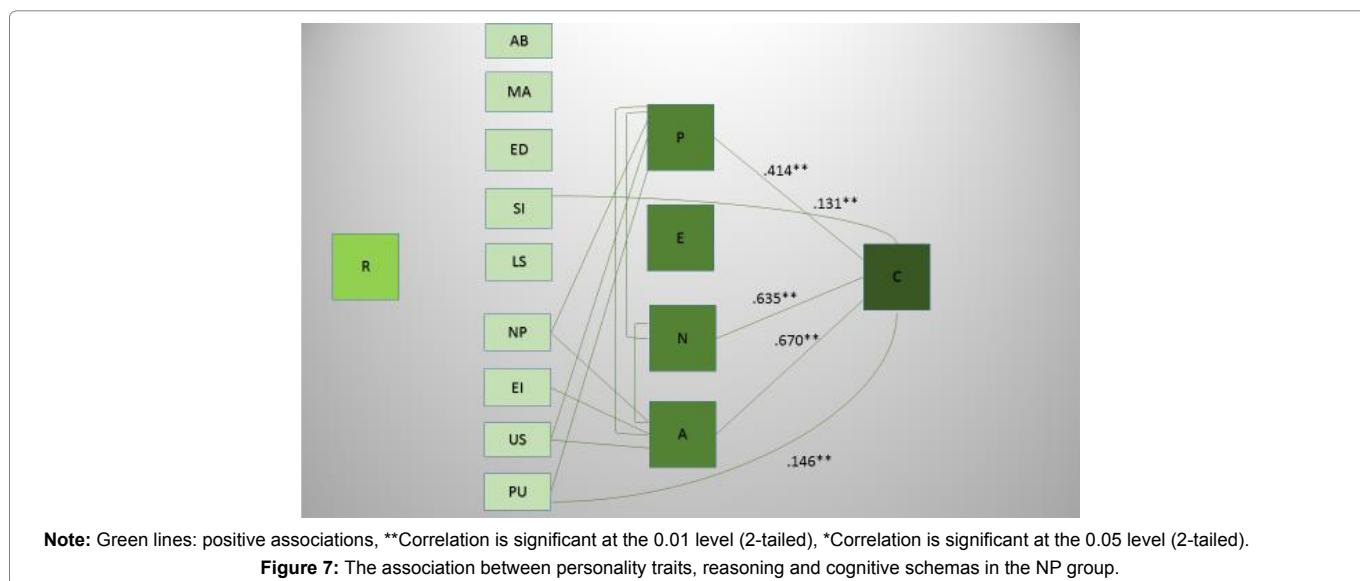 AB
MA
P
ED
.414**
SI
.131**
E
LS
R
C
NP
.635**
N
.670**
EI
A
US
.146**
PU
Note: Green lines: positive associations, **Correlation is significant at the 0.01 level (2-tailed), *Correlation is significant at the 0.05 level (2-tailed).
Figure 7: The association between personality traits, reasoning and cognitive schemas in the NP group.